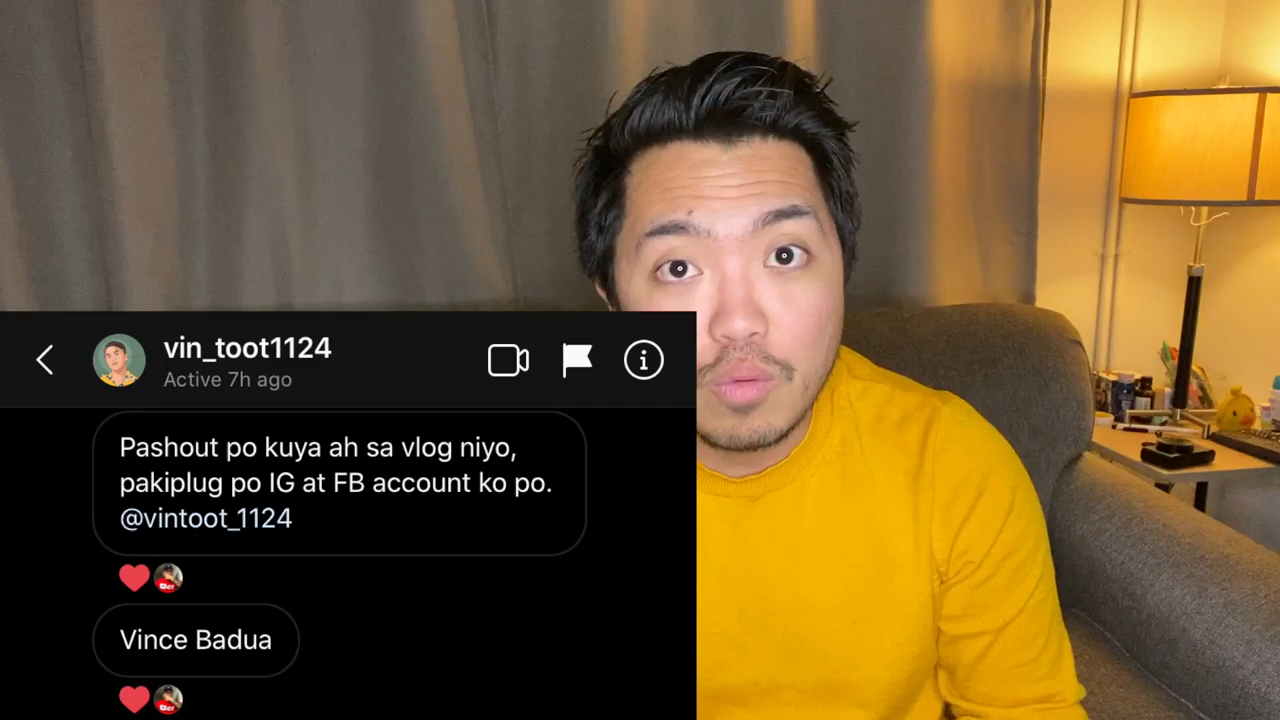 vin_toot1124
Active 7h ago
Pashout po kuya ah sa vlog niyo,
pakiplug po IG at FB account ko po.
@vintoot_1124
Vince Badua